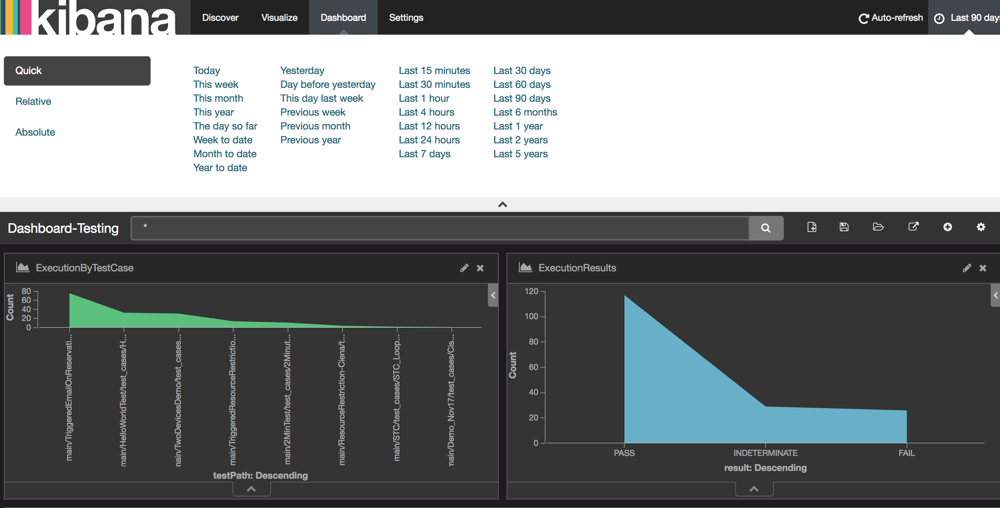 kibana
Discover Visualize Dashboard Settings Auto-refresh Last 90 days
Quick
Relative
Absolute
Today
This week
This month
This year
The day so far
Week to date
Month to date
Year to date
Yesterday
Day before yesterday
This day last week
Previous week
Previous month
Previous year
Last 15 minutes
Last 30 minutes
Last 1 hour
Last 4 hours
Last 12 hours
Last 24 hours
Last 7 days
Last 30 days
Last 60 days
Last 90 days
Last 6 months
Last 1 year
Last 2 years
Last 5 years
Dashboard-Testing *
ExecutionByTestCase
Count
80
60
40
20
0
main/TriggeredEmailOnReservati...
main/HelloWorldTest/test_cases/H...
nain/TwoDevicesDemo/test_cases...
main/TriggeredResourceRestrictio...
main/2MinTest/test_cases/2Minut...
main/ResourceRestriction-Ciena/t...
main/STC/test_cases/STC_Loop...
nain/Demo_Nov17/test_cases/Cis...
testPath: Descending
ExecutionResults
Count
120
100
80
60
40
20
0
PASS INDETERMINATE FAIL
result: Descending